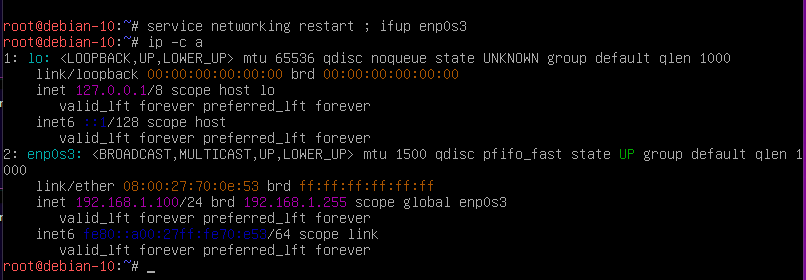 root@debian-10:~# service networking restart ; ifup enp0s3
root@debian-10:~# ip -c a
1: lo: <LOOPBACK,UP,LOWER_UP> mtu 65536 qdisc noqueue state UNKNOWN group default qlen 1000
    link/loopback 00:00:00:00:00:00 brd 00:00:00:00:00:00
    inet 127.0.0.1/8 scope host lo
       valid_lft forever preferred_lft forever
    inet6 ::1/128 scope host
       valid_lft forever preferred_lft forever
2: enp0s3: <BROADCAST,MULTICAST,UP,LOWER_UP> mtu 1500 qdisc pfifo_fast state UP group default qlen 1
000
    link/ether 08:00:27:70:0e:53 brd ff:ff:ff:ff:ff:ff
    inet 192.168.1.100/24 brd 192.168.1.255 scope global enp0s3
       valid_lft forever preferred_lft forever
    inet6 fe80::a00:27ff:fe70:e53/64 scope link
       valid_lft forever preferred_lft forever
root@debian-10:~# _